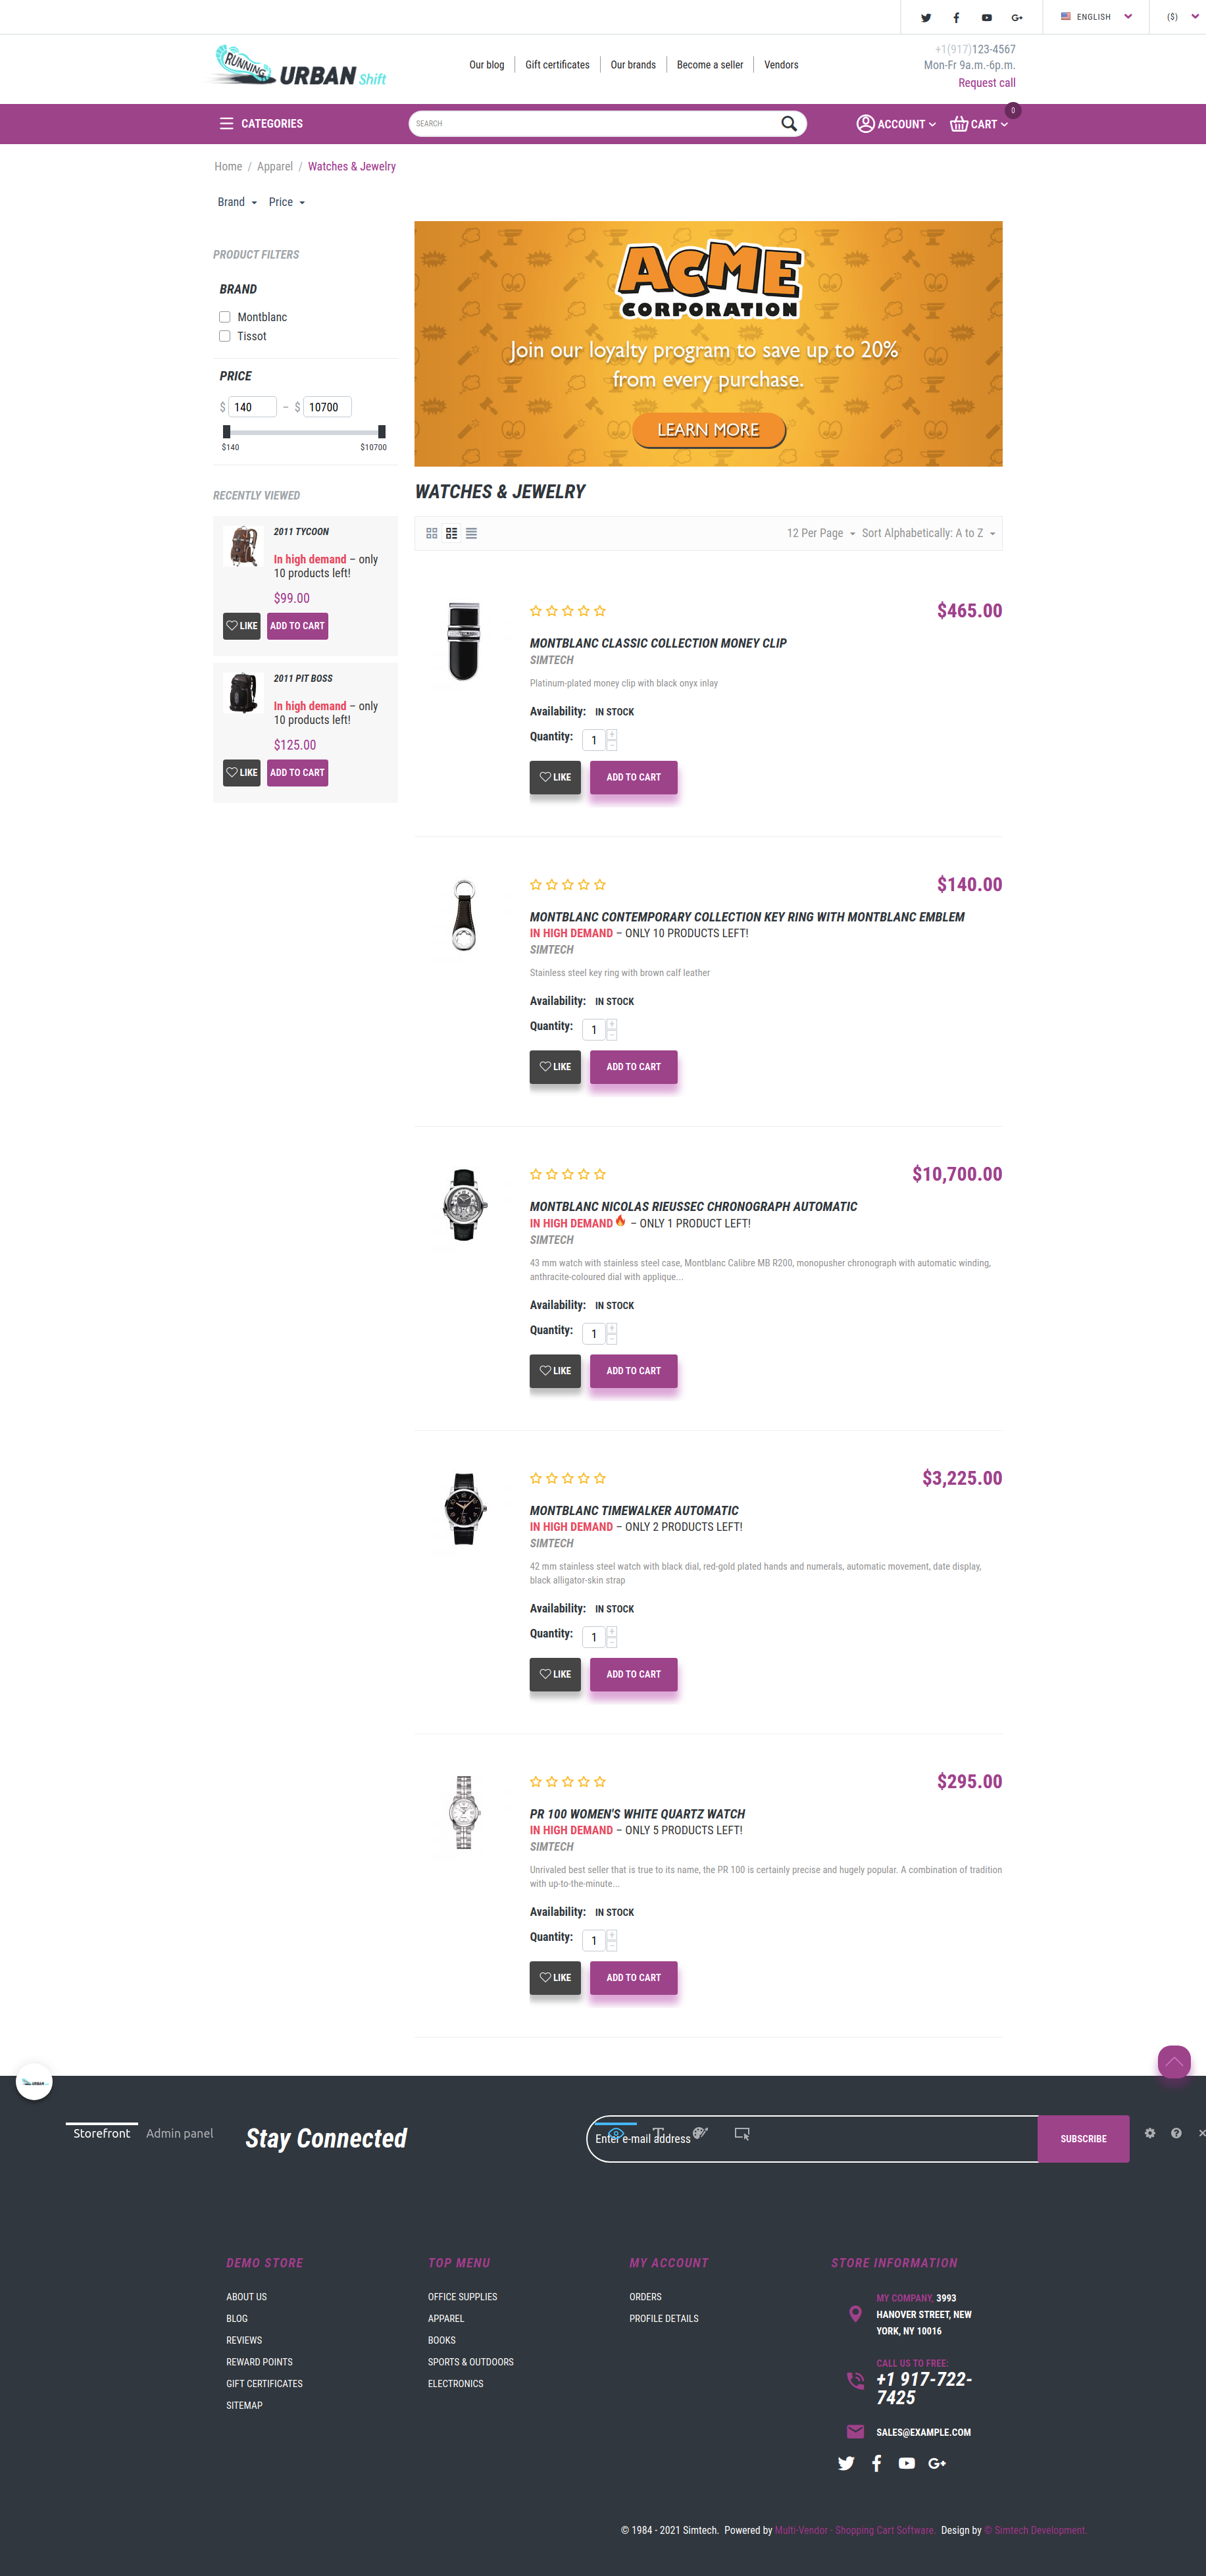 ENGLISH
($)
RUNNING
URBAN Shift
Our blog
Gift certificates
Our brands
Become a seller
Vendors
+1(917)123-4567
Mon-Fr 9a.m.-6p.m.
Request call
CATEGORIES
SEARCH
ACCOUNT
CART
0
Home / Apparel / Watches & Jewelry
Brand
Price
PRODUCT FILTERS
BRAND
Montblanc
Tissot
PRICE
$ 140 – $ 10700
$140
$10700
RECENTLY VIEWED
2011 TYCOON
In high demand – only
10 products left!
$99.00
LIKE
ADD TO CART
2011 PIT BOSS
In high demand – only
10 products left!
$125.00
LIKE
ADD TO CART
ACME
CORPORATION
Join our loyalty program to save up to 20%
from every purchase.
LEARN MORE
WATCHES & JEWELRY
12 Per Page
Sort Alphabetically: A to Z
$465.00
MONTBLANC CLASSIC COLLECTION MONEY CLIP
SIMTECH
Platinum-plated money clip with black onyx inlay
Availability: IN STOCK
Quantity: 1 + −
LIKE
ADD TO CART
$140.00
MONTBLANC CONTEMPORARY COLLECTION KEY RING WITH MONTBLANC EMBLEM
IN HIGH DEMAND – ONLY 10 PRODUCTS LEFT!
SIMTECH
Stainless steel key ring with brown calf leather
Availability: IN STOCK
Quantity: 1 + −
LIKE
ADD TO CART
$10,700.00
MONTBLANC NICOLAS RIEUSSEC CHRONOGRAPH AUTOMATIC
IN HIGH DEMAND🔥 – ONLY 1 PRODUCT LEFT!
SIMTECH
43 mm watch with stainless steel case, Montblanc Calibre MB R200, monopusher chronograph with automatic winding,
anthracite-coloured dial with applique...
Availability: IN STOCK
Quantity: 1 + −
LIKE
ADD TO CART
$3,225.00
MONTBLANC TIMEWALKER AUTOMATIC
IN HIGH DEMAND – ONLY 2 PRODUCTS LEFT!
SIMTECH
42 mm stainless steel watch with black dial, red-gold plated hands and numerals, automatic movement, date display,
black alligator-skin strap
Availability: IN STOCK
Quantity: 1 + −
LIKE
ADD TO CART
$295.00
PR 100 WOMEN'S WHITE QUARTZ WATCH
IN HIGH DEMAND – ONLY 5 PRODUCTS LEFT!
SIMTECH
Unrivaled best seller that is true to its name, the PR 100 is certainly precise and hugely popular. A combination of tradition
with up-to-the-minute...
Availability: IN STOCK
Quantity: 1 + −
LIKE
ADD TO CART
URBAN
Storefront
Admin panel
Stay Connected
Enter e-mail address
SUBSCRIBE
DEMO STORE
ABOUT US
BLOG
REVIEWS
REWARD POINTS
GIFT CERTIFICATES
SITEMAP
TOP MENU
OFFICE SUPPLIES
APPAREL
BOOKS
SPORTS & OUTDOORS
ELECTRONICS
MY ACCOUNT
ORDERS
PROFILE DETAILS
STORE INFORMATION
MY COMPANY, 3993
HANOVER STREET, NEW
YORK, NY 10016
CALL US TO FREE:
+1 917-722-
7425
SALES@EXAMPLE.COM
© 1984 - 2021 Simtech. Powered by Multi-Vendor - Shopping Cart Software. Design by © Simtech Development.